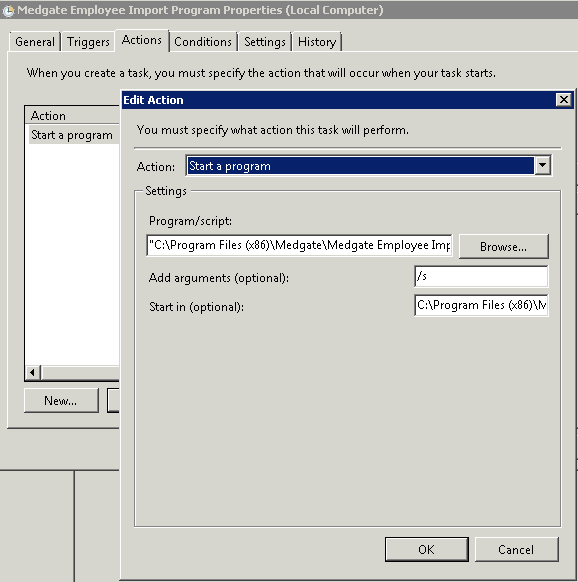 Medgate Employee Import Program Properties (Local Computer)
General Triggers Actions Conditions Settings History
When you create a task, you must specify the action that will occur when your task starts.
Action
Start a program
New...
Edit Action
You must specify what action this task will perform.
Action: Start a program
Settings
Program/script:
"C:\Program Files (x86)\Medgate\Medgate Employee Imp Browse...
Add arguments (optional): /s
Start in (optional): C:\Program Files (x86)\M
OK Cancel